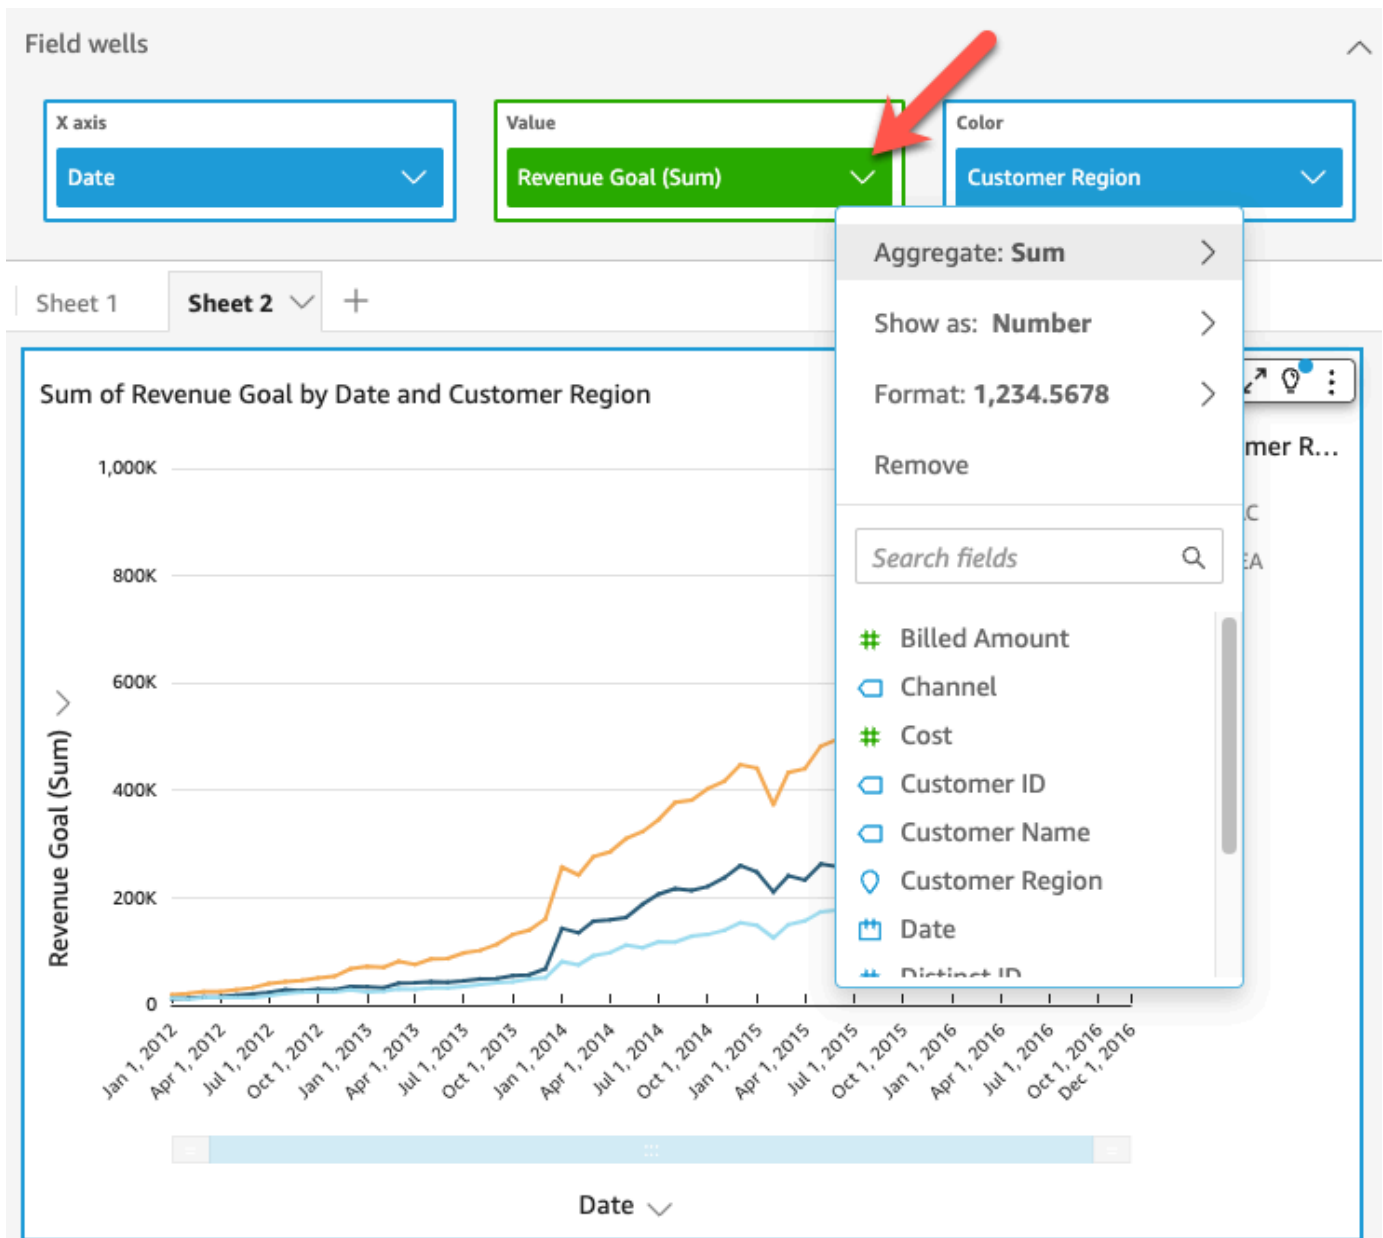 Field wells
X axis
Date
Value
Revenue Goal (Sum)
Color
Customer Region
Sheet 1
Sheet 2
Aggregate: Sum
Show as: Number
Format: 1,234.5678
Remove
Search fields
Billed Amount
Channel
Cost
Customer ID
Customer Name
Customer Region
Date
Distinct ID
Sum of Revenue Goal by Date and Customer Region
mer R...
C
EA
1,000K
800K
600K
400K
200K
0
Revenue Goal (Sum)
Jan 1, 2012
Apr 1, 2012
Jul 1, 2012
Oct 1, 2012
Jan 1, 2013
Apr 1, 2013
Jul 1, 2013
Oct 1, 2013
Jan 1, 2014
Apr 1, 2014
Jul 1, 2014
Oct 1, 2014
Jan 1, 2015
Apr 1, 2015
Jul 1, 2015
Oct 1, 2015
Jan 1, 2016
Apr 1, 2016
Jul 1, 2016
Oct 1, 2016
Dec 1, 2016
Date